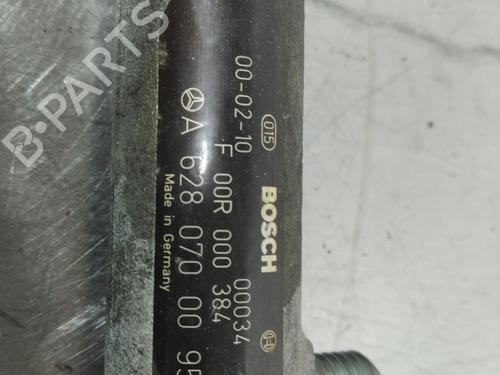 B-PARTS
00-02-10 015
BOSCH 00034
F 00R 000 384
A 628 070 00 95
Made in Germany